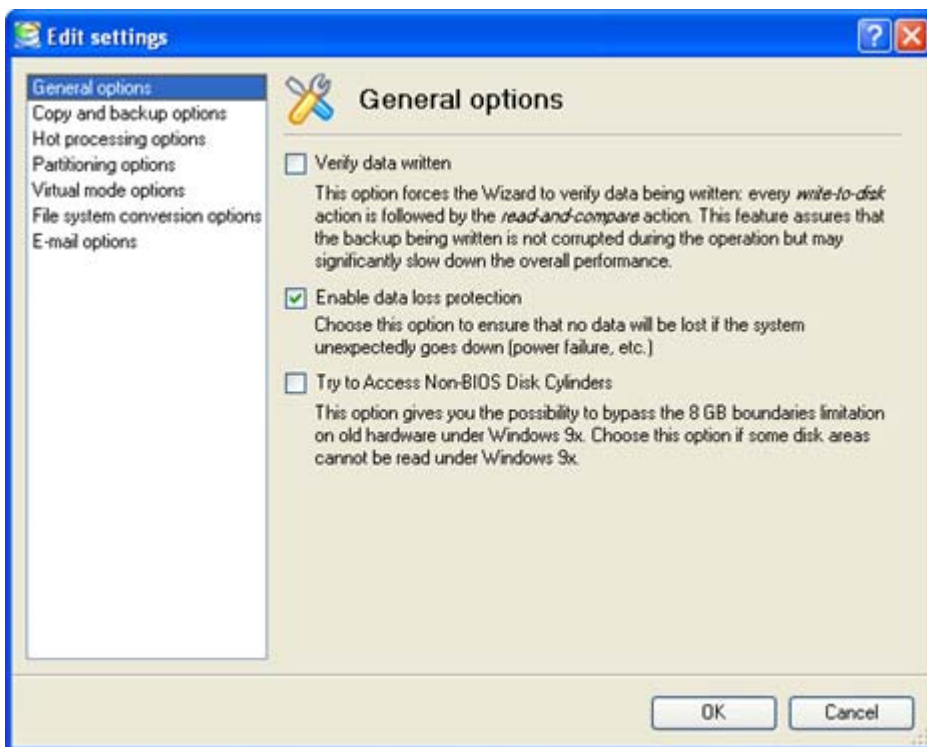 Edit settings
General options
Copy and backup options
Hot processing options
Partitioning options
Virtual mode options
File system conversion options
E-mail options
General options
Verify data written
This option forces the Wizard to verify data being written: every write-to-disk
action is followed by the read-and-compare action. This feature assures that
the backup being written is not corrupted during the operation but may
significantly slow down the overall performance.
Enable data loss protection
Choose this option to ensure that no data will be lost if the system
unexpectedly goes down (power failure, etc.)
Try to Access Non-BIOS Disk Cylinders
This option gives you the possibility to bypass the 8 GB boundaries limitation
on old hardware under Windows 9x. Choose this option if some disk areas
cannot be read under Windows 9x.
OK
Cancel